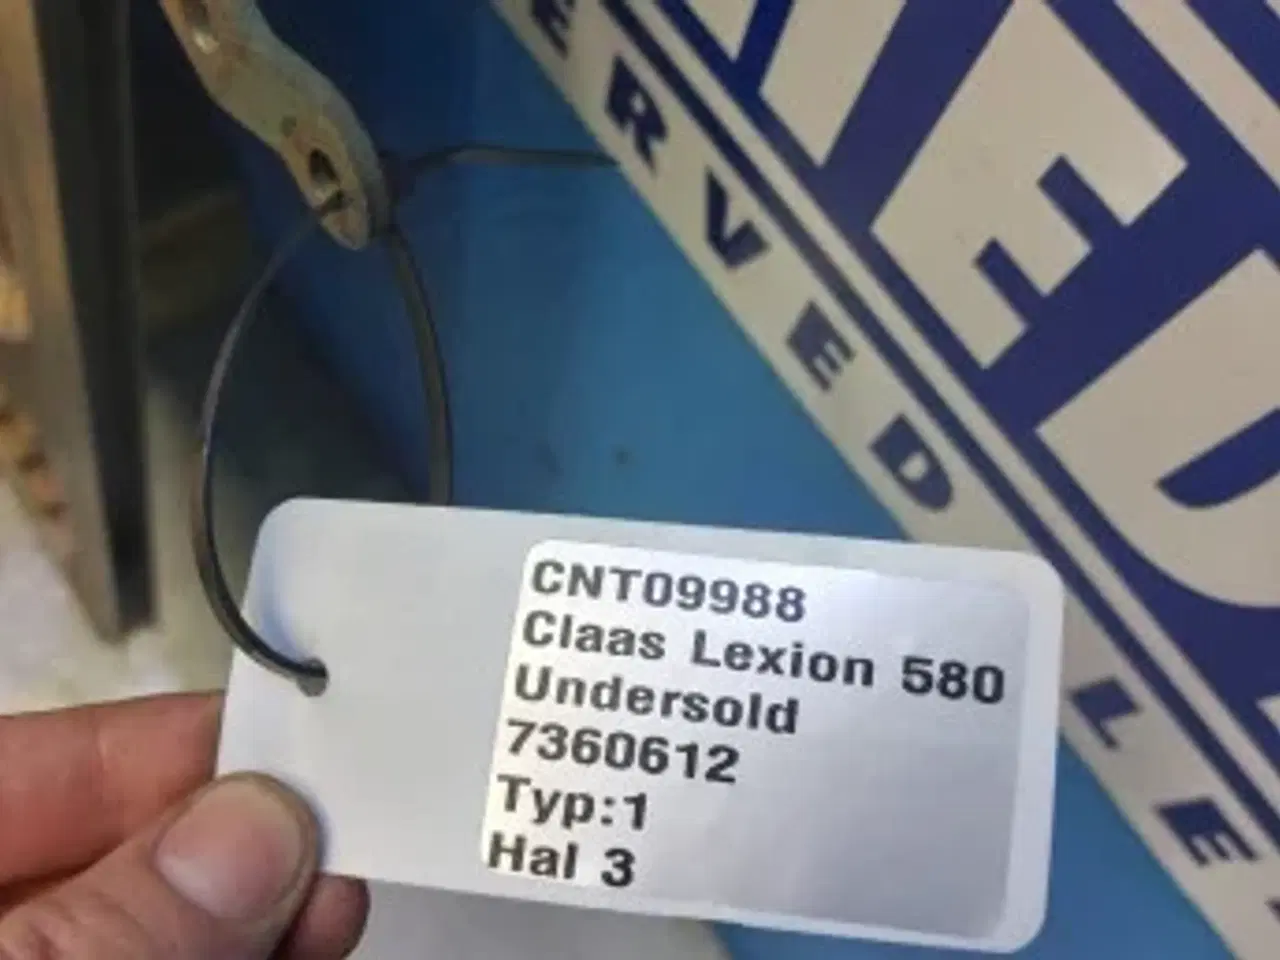 CNT09988
Claas Lexion 580
Undersold
7360612
Typ:1
Hal 3